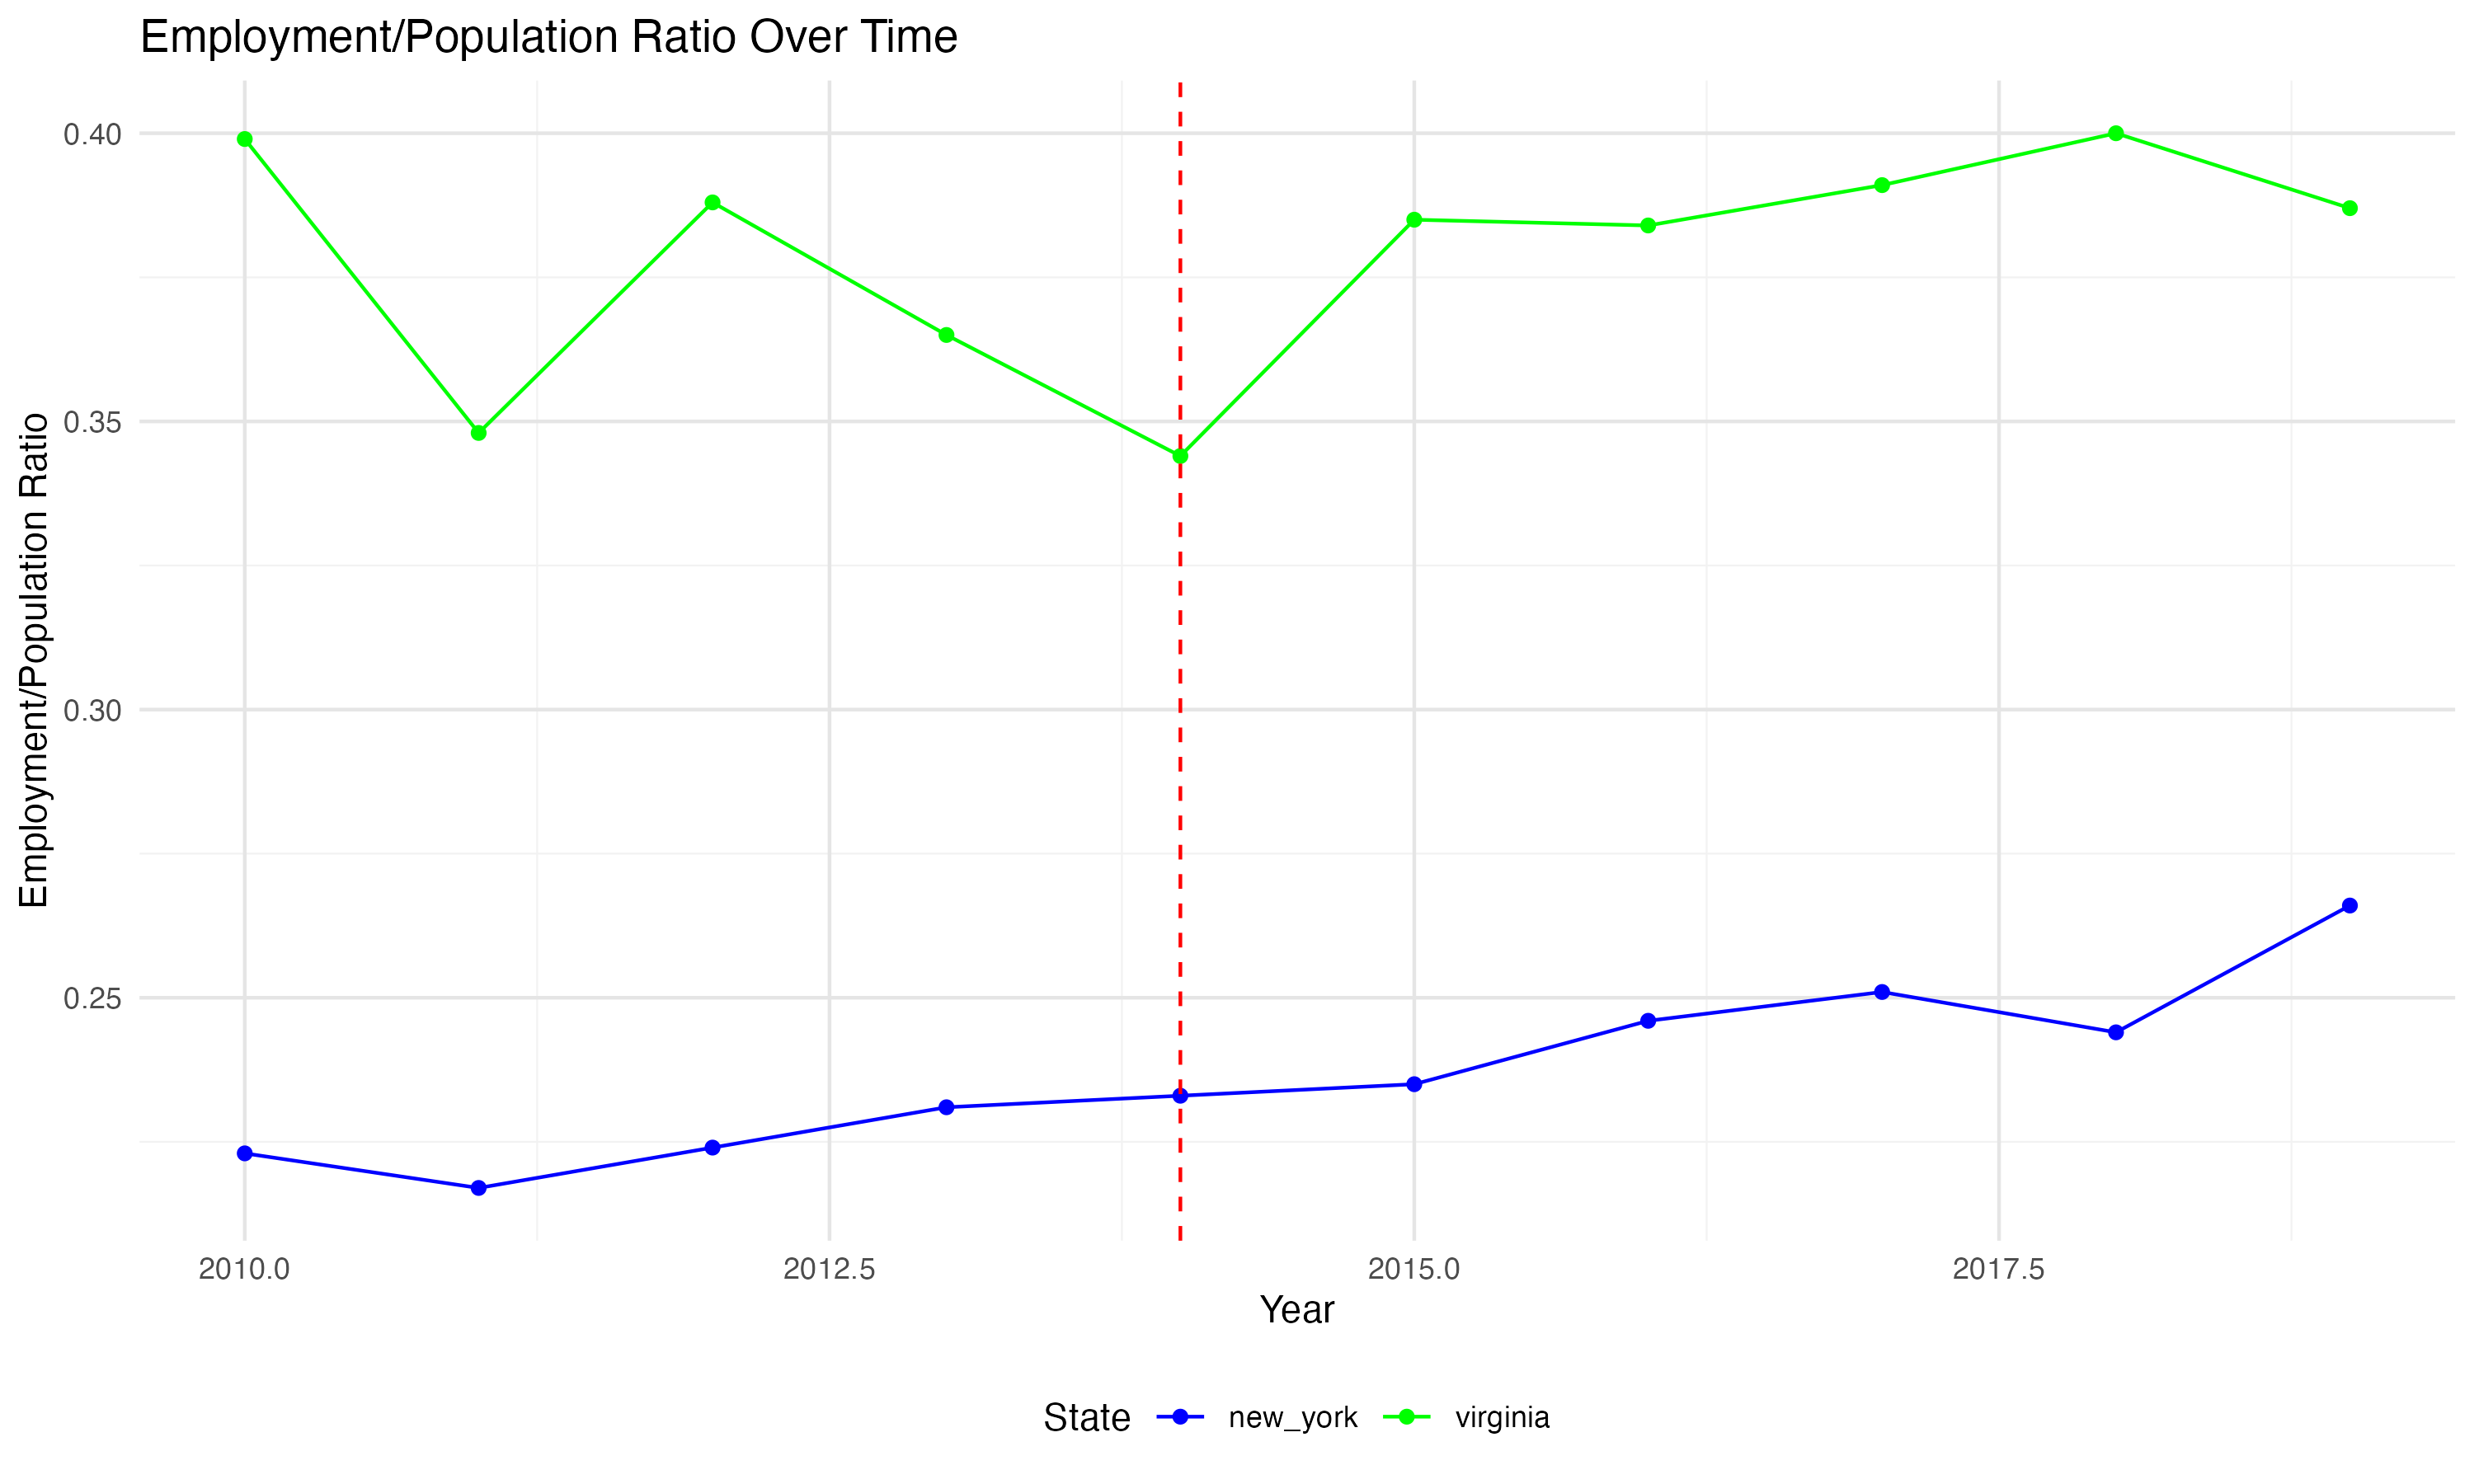 Employment/Population Ratio Over Time
Employment/Population Ratio
0.40
0.35
0.30
0.25
2010.0 2012.5 2015.0 2017.5
Year
State new_york virginia